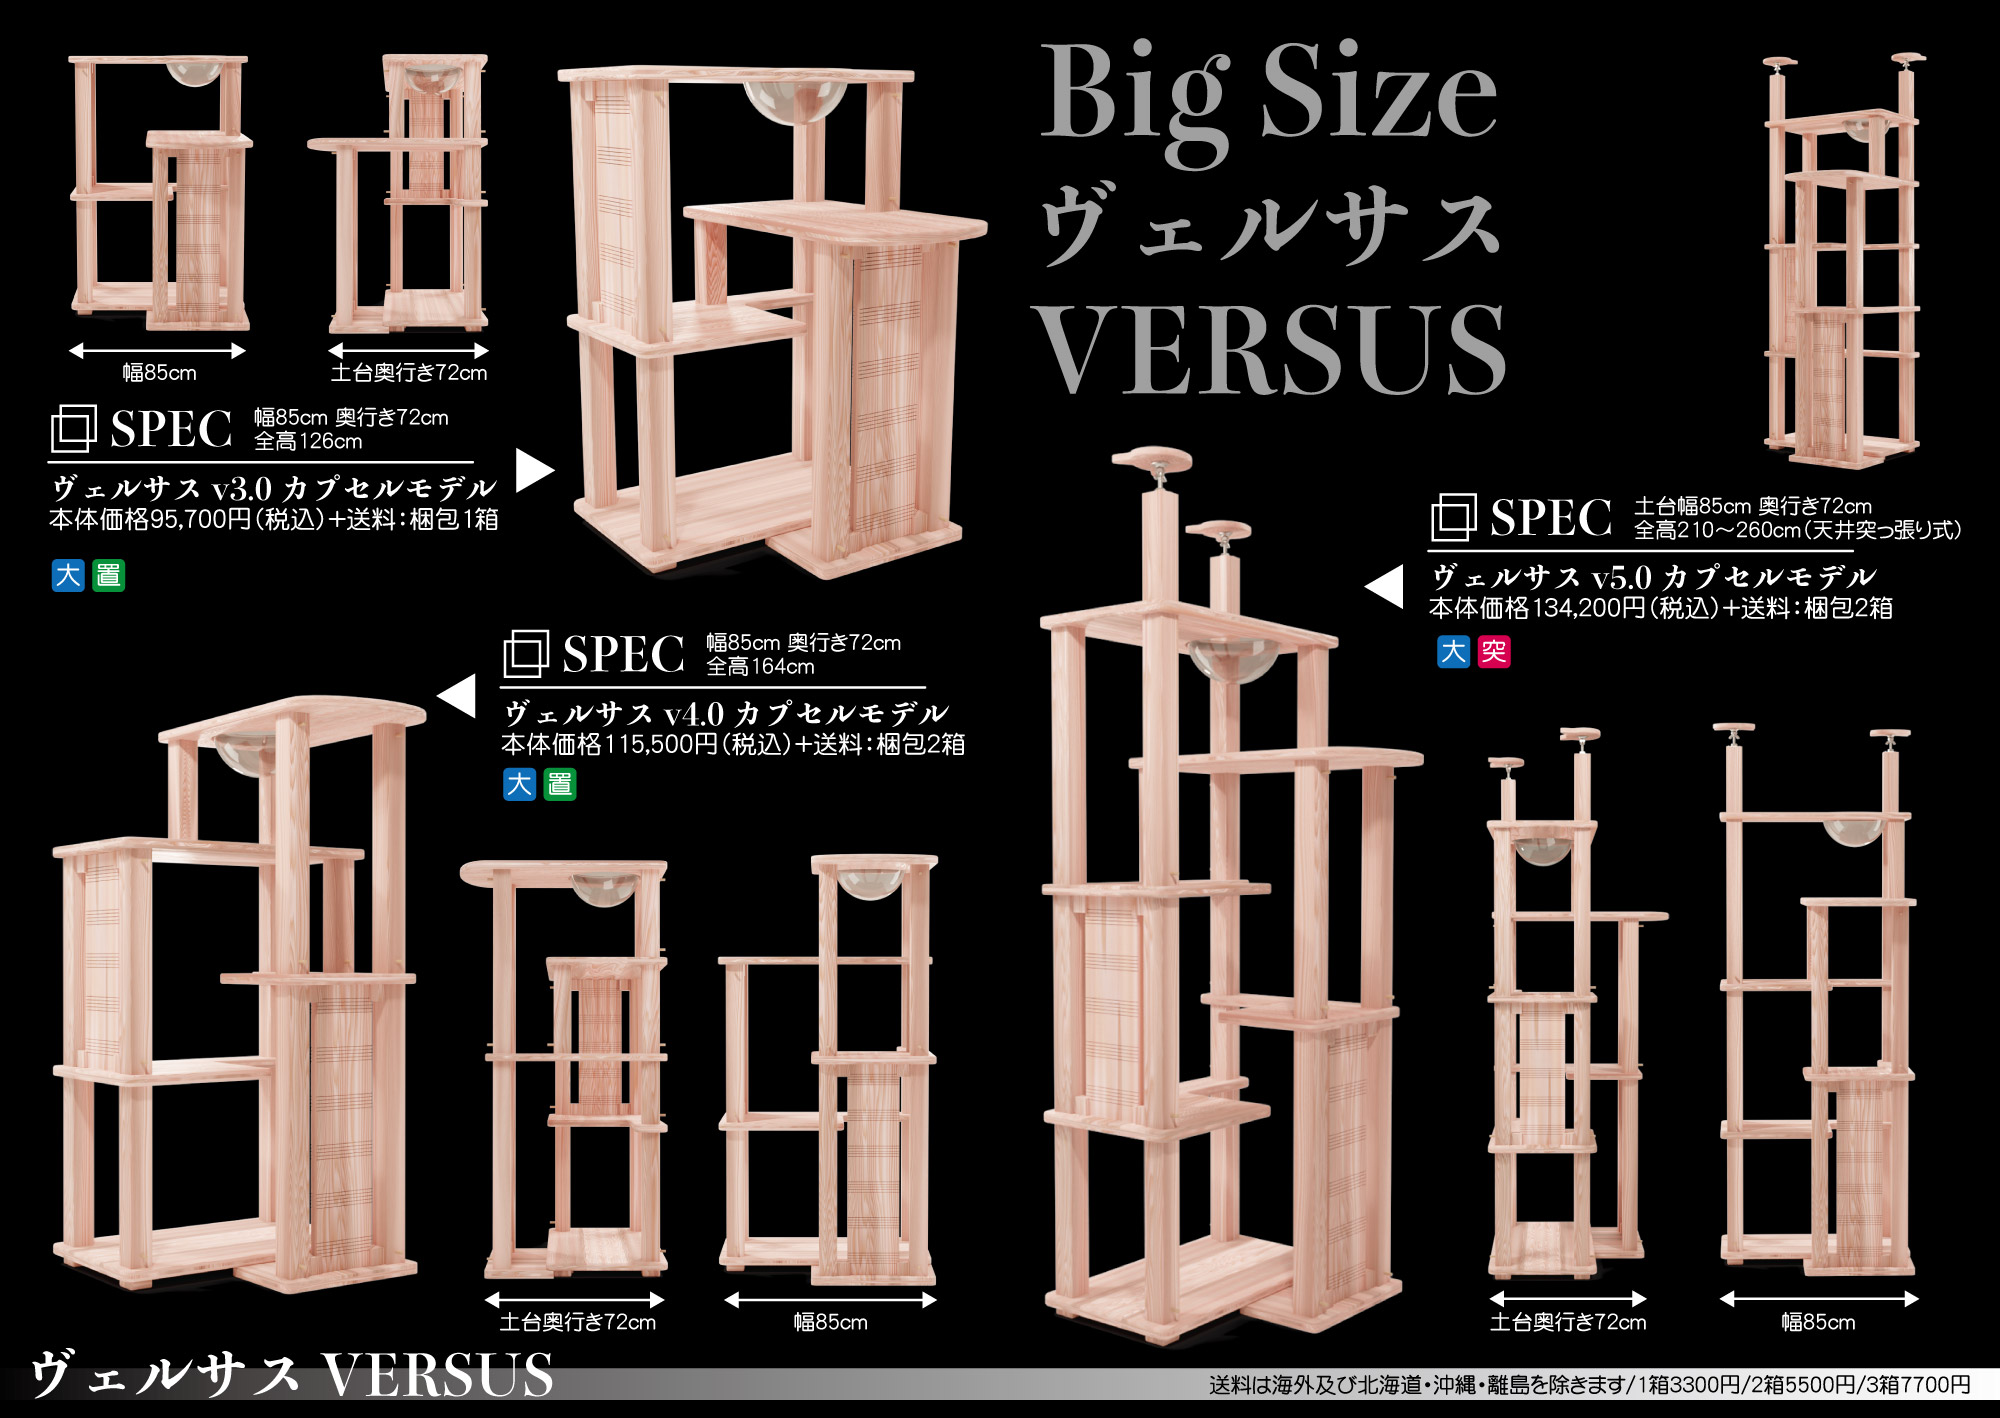 Big Size
ヴェルサス
VERSUS
幅85cm
土台奥行き72cm
SPEC
幅85cm 奥行き72cm
全高126cm
ヴェルサス v3.0 カプセルモデル
本体価格95,700円（税込）+送料：梱包1箱
大 置
SPEC
土台幅85cm 奥行き72cm
全高210〜260cm（天井突っ張り式）
ヴェルサス v5.0 カプセルモデル
本体価格134,200円（税込）+送料：梱包2箱
大 突
SPEC
幅85cm 奥行き72cm
全高164cm
ヴェルサス v4.0 カプセルモデル
本体価格115,500円（税込）+送料：梱包2箱
大 置
土台奥行き72cm
幅85cm
土台奥行き72cm
幅85cm
ヴェルサス VERSUS
送料は海外及び北海道・沖縄・離島を除きます/1箱3300円/2箱5500円/3箱7700円